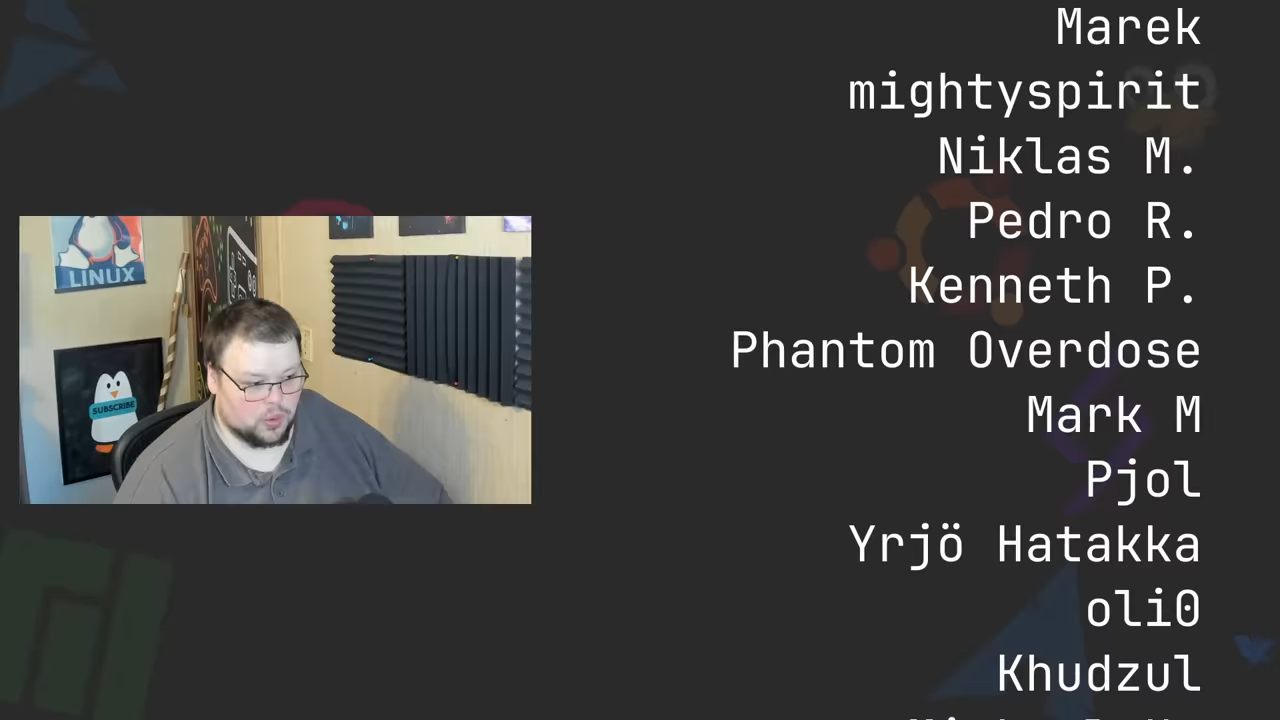 Marek
mightyspirit
Niklas M.
Pedro R.
Kenneth P.
Phantom Overdose
Mark M
Pjol
Yrjö Hatakka
oli0
Khudzul
LINUX
SUBSCRIBE